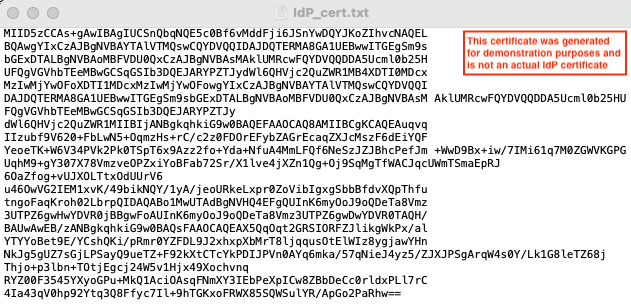 IdP_cert.txt
This certificate was generated
for demonstration purposes and
is not an actual IdP certificate
MIID5zCCAs+gAwIBAgIUCSnQbqNQE5c0Bf6vMddFji6JSnYwDQYJKoZIhvcNAQEL
BQAwgYIxCzAJBgNVBAYTAlVTMQswCQYDVQQIDAJDQTERMA8GA1UEBwwITGEgSm9s
bGExDTALBgNVBAoMBFVDU0QxCzAJBgNVBAsMAklUMRcwFQYDVQQDDA5Ucml0b25H
UFQgVGVhbTEeMBwGCSqGSIb3DQEJARYPZTJydWl6QHVjc2QuZWR1MB4XDTI0MDcx
MzIwMjYwOFoXDTI1MDcxMzIwMjYwOFowgYIxCzAJBgNVBAYTAlVTMQswCQYDVQQI
DAJDQTERMA8GA1UEBwwITGEgSm9sbGExDTALBgNVBAoMBFVDU0QxCzAJBgNVBAsM AklUMRcwFQYDVQQDDA5Ucml0b25HU
FQgVGVhbTEeMBwGCSqGSIb3DQEJARYPZTJy
dWl6QHVjc2QuZWR1MIIBIjANBgkqhkiG9w0BAQEFAAOCAQ8AMIIBCgKCAQEAuqvq
IIzubf9V620+FbLwN5+OqmzHs+rC/c2z0FDOrEFybZAGrEcaqZXJcMszF6dEiYQF
YeoeTK+W6V34PVk2Pk0TSpT6x9Azz2fo+Yda+NfuA4MmLFQf6NeSzJZJBhcPefJm +WwD9Bx+iw/7IMi61q7M0ZGWVKGPG
UqhM9+gY307X78VmzveOPZxiYoBFab72Sr/X1lve4jXZn1Qg+Oj9SqMgTfWACJqcUWmTSmaEpRJ
6OaZfog+vUJXOLTtxOdUUrV6
u46OwVG2IEM1xvK/49bikNQY/1yA/jeoURkeLxpr0ZoVibIgxgSbbBfdvXQpThfu
tngoFaqKroh02LbrpQIDAQABo1MwUTAdBgNVHQ4EFgQUInK6myOoJ9oQDeTa8Vmz
3UTPZ6gwHwYDVR0jBBgwFoAUInK6myOoJ9oQDeTa8Vmz3UTPZ6gwDwYDVR0TAQH/
BAUwAwEB/zANBgkqhkiG9w0BAQsFAAOCAQEAX5QqOqt2GRSIORFZJlikgWkPx/al
YTYYoBet9E/YCshQKi/pRmr0YZFDL9J2xhxpXbMrT8ljqqusOtElWIz8ygjawYHn
NkJg5gUZ7sGjLPSayQ9ueTZ+F92kXtCTcYkPDIJPVn0AYq6mka/57qNieJ4yz5/ZJXJPSgArqW4s0Y/Lk1G8leTZ68j
Thjo+p3lbn+TOtjEgcj24W5v1Hjx49Xochvnq
RYZ00F3545YXyoGPu+MkQ1AciOAsqFNmXY3IEbPeXpICw8ZBbDeCc0rldxPLl7rC
4Ia43qV0hp92Ytq3Q8Ffyc7Il+9hTGKxoFRWX85SQWSulYR/ApGo2PaRhw==